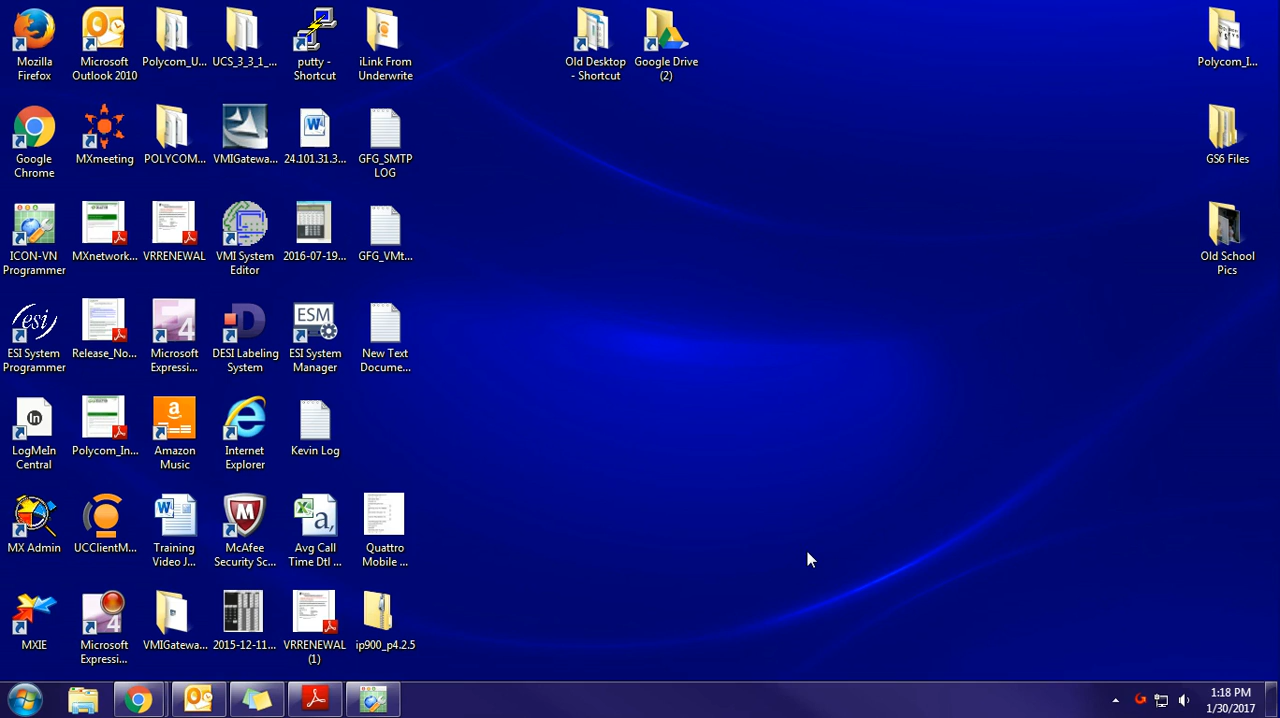 Mozilla
Firefox
Microsoft
Outlook 2010
Polycom_U...
UCS_3_3_1_...
putty -
Shortcut
iLink From
Underwrite
Old Desktop
- Shortcut
Google Drive
(2)
Polycom_I...
Google
Chrome
MXmeeting
POLYCOM...
VMIGatewa...
24.101.31.3...
GFG_SMTP
LOG
GS6 Files
ICON-VN
Programmer
MXnetwork...
VRRENEWAL
VMI System
Editor
2016-07-19...
GFG_VMt...
Old School
Pics
esi
ESI System
Programmer
Release_No...
Microsoft
Expressi...
DESI Labeling
System
ESM
ESI System
Manager
New Text
Docume...
LogMeIn
Central
Polycom_In...
Amazon
Music
Internet
Explorer
Kevin Log
MX Admin
UCClientM...
Training
Video J...
McAfee
Security Sc...
Avg Call
Time Dtl ...
Quattro
Mobile ...
MXIE
Microsoft
Expressi...
VMIGatewa...
2015-12-11...
VRRENEWAL
(1)
ip900_p4.2.5
1:18 PM
1/30/2017